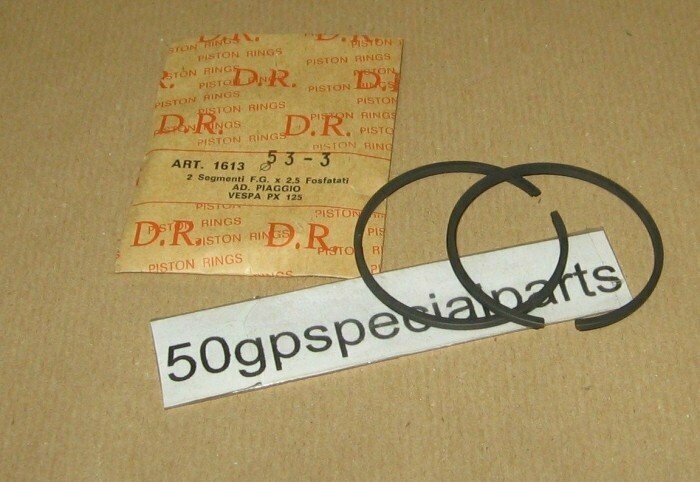 D.R. D.R.
PISTON RINGS
PISTON RINGS
D.R. D.R.
PISTON RINGS
PISTON RINGS
PISTON RINGS
D.R. D.R.
ART. 1613 ⌀ 53-3
2 Segmenti F.G. x 2,5 Fosfatati
AD. PIAGGIO
VESPA PX 125
PISTON RINGS
D.R. D.R.
PISTON RINGS PISTON RINGS
50gpspecialparts